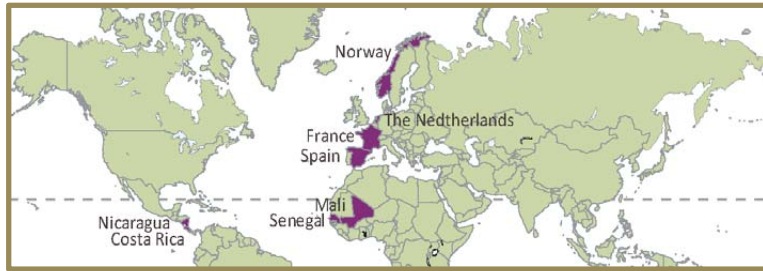 Norway
The Nedtherlands
France
Spain
Mali
Senegal
Nicaragua
Costa Rica